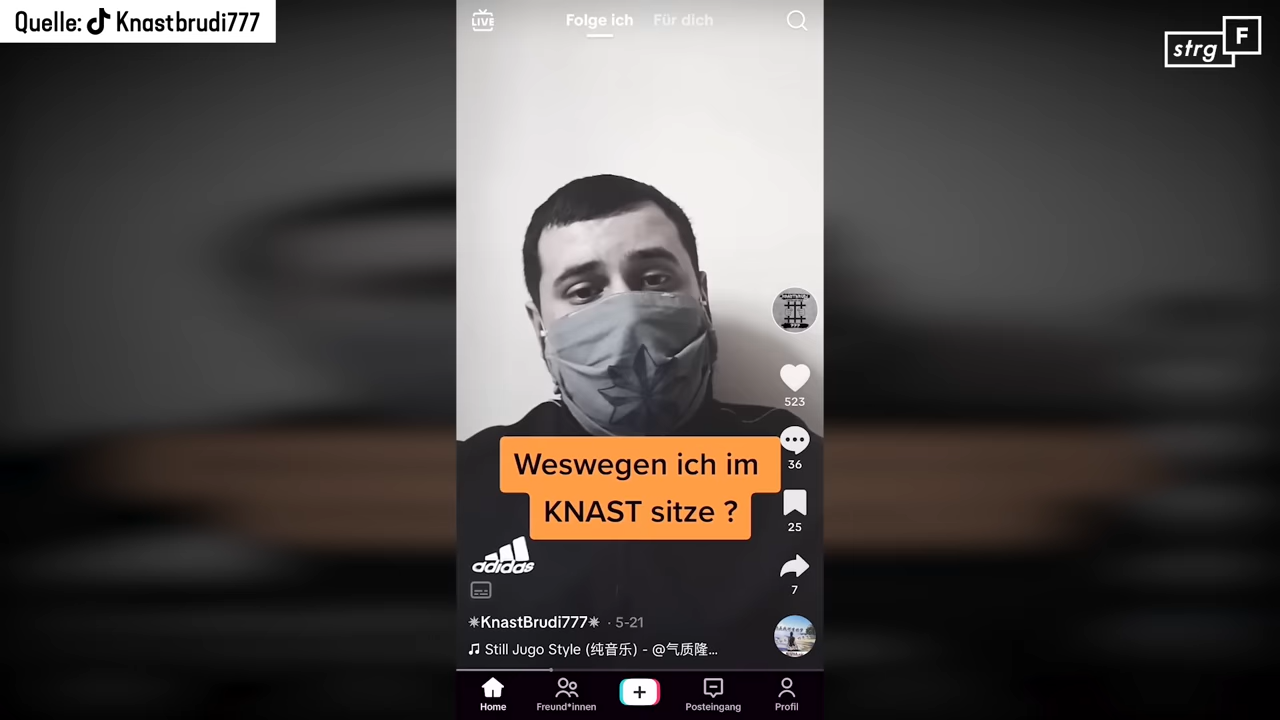 Quelle: Knastbrudi777
strg F
LIVE
Folge ich Für dich
523
36
Weswegen ich im
KNAST sitze ?
25
adidas
7
✴KnastBrudi777✴ · 5-21
Still Jugo Style (纯音乐) - @气质隆...
Home
Freund*innen
Posteingang
Profil